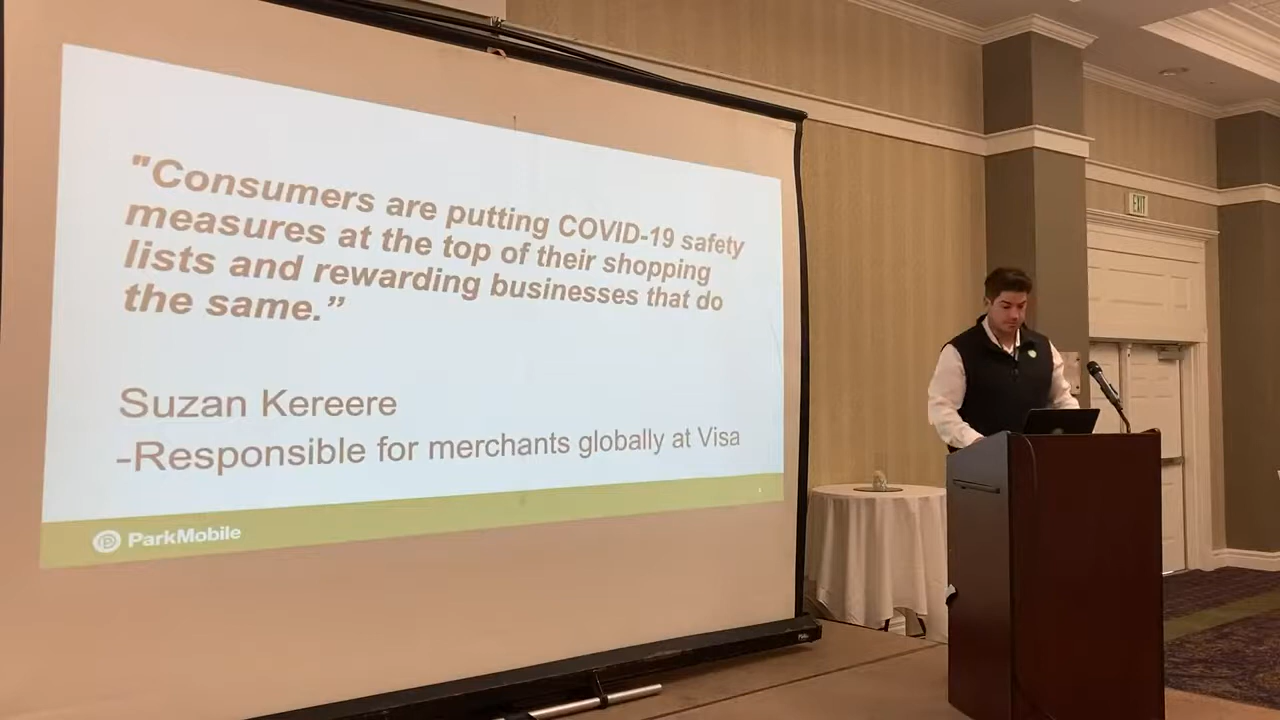 "Consumers are putting COVID-19 safety
measures at the top of their shopping
lists and rewarding businesses that do
the same.”
Suzan Kereere
-Responsible for merchants globally at Visa
ParkMobile
EXIT